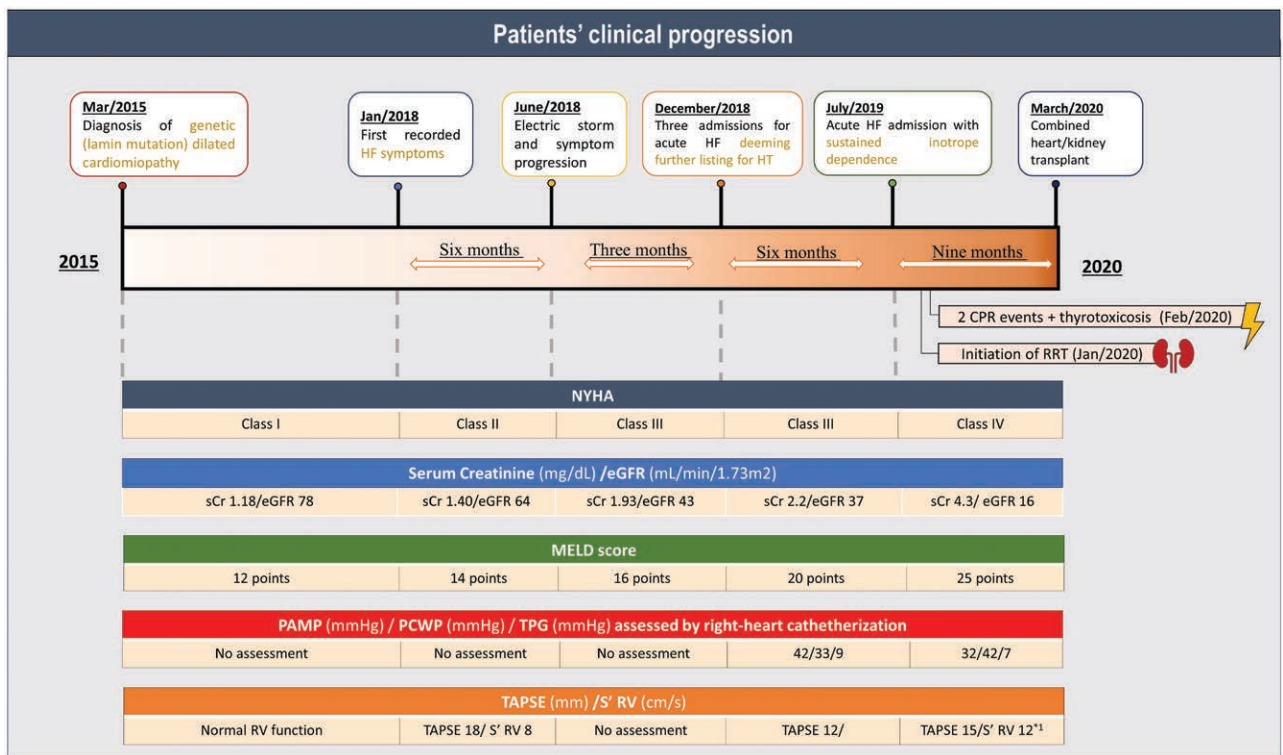 Patients' clinical progression
Mar/2015
Diagnosis of genetic
(lamin mutation) dilated
cardiomiopathy
Jan/2018
First recorded
HF symptoms
June/2018
Electric storm
and symptom
progression
December/2018
Three admissions for
acute HF deeming
further listing for HT
July/2019
Acute HF admission with
sustained inotrope
dependence
March/2020
Combined
heart/kidney
transplant
2015
Six months
Three months
Six months
Nine months
2020
2 CPR events + thyrotoxicosis (Feb/2020)
Initiation of RRT (Jan/2020)
NYHA
Class I Class II Class III Class III Class IV
Serum Creatinine (mg/dL) /eGFR (mL/min/1.73m2)
sCr 1.18/eGFR 78 sCr 1.40/eGFR 64 sCr 1.93/eGFR 43 sCr 2.2/eGFR 37 sCr 4.3/ eGFR 16
MELD score
12 points 14 points 16 points 20 points 25 points
PAMP (mmHg) / PCWP (mmHg) / TPG (mmHg) assessed by right-heart cathetherization
No assessment No assessment No assessment 42/33/9 32/42/7
TAPSE (mm) /S' RV (cm/s)
Normal RV function TAPSE 18/ S' RV 8 No assessment TAPSE 12/ TAPSE 15/S' RV 12*1